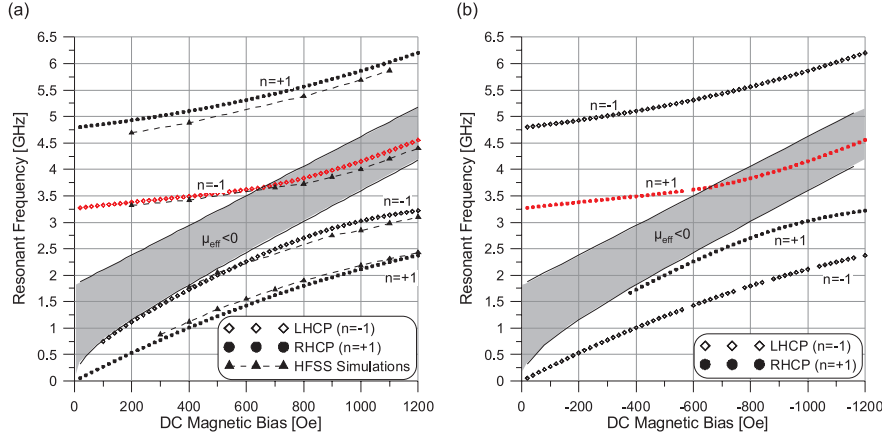 (a)
6.5
6
5.5
5
4.5
4
3.5
3
2.5
2
1.5
1
0.5
0
Resonant Frequency [GHz]
n=+1
n=-1
n=-1
μeff<0
n=+1
LHCP (n=-1)
RHCP (n=+1)
HFSS Simulations
0 200 400 600 800 1000 1200
DC Magnetic Bias [Oe]
(b)
6.5
6
5.5
5
4.5
4
3.5
3
2.5
2
1.5
1
0.5
0
Resonant Frequency [GHz]
n=-1
n=+1
μeff<0
n=+1
n=-1
LHCP (n=-1)
RHCP (n=+1)
0 -200 -400 -600 -800 -1000 -1200
DC Magnetic Bias [Oe]